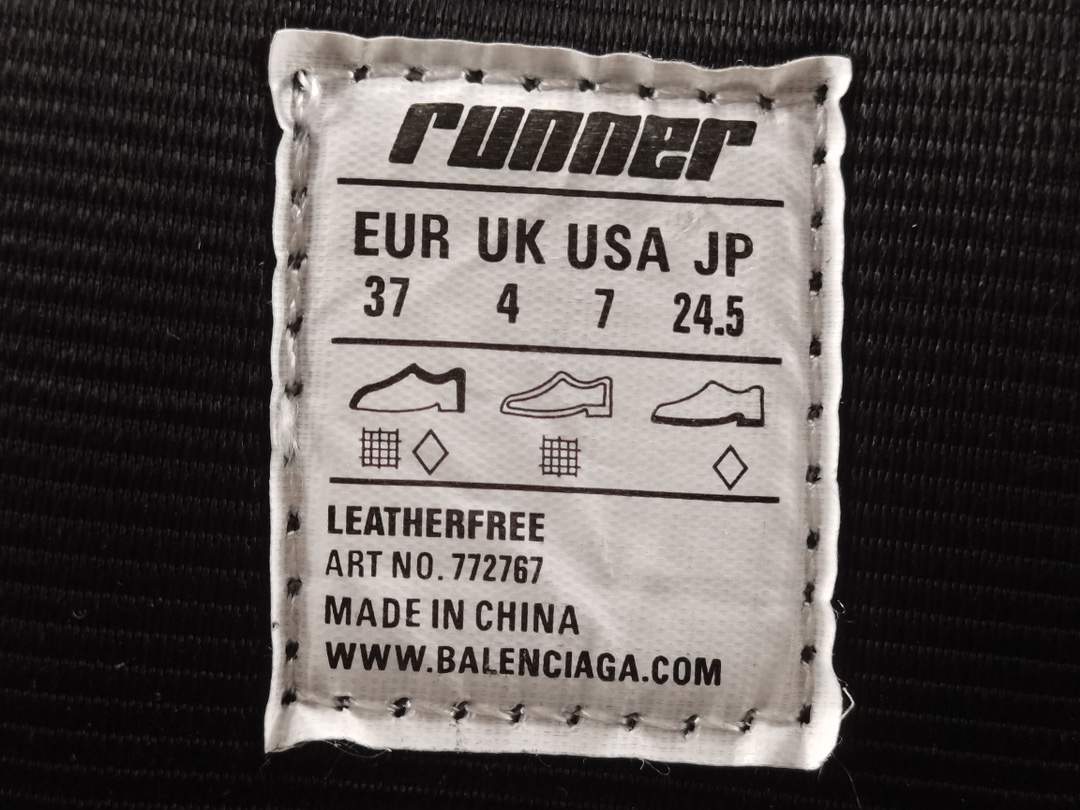 runner
EUR UK USA JP
37 4 7 24.5
LEATHERFREE
ART NO. 772767
MADE IN CHINA
WWW.BALENCIAGA.COM